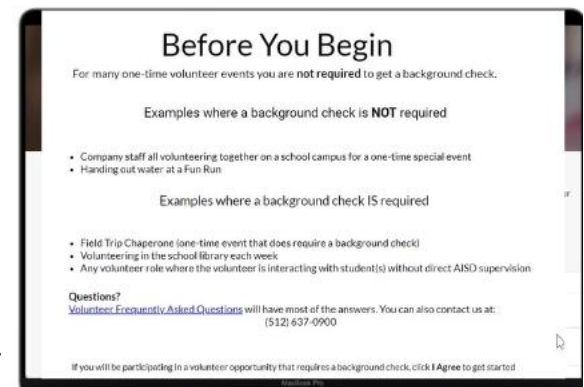 Before You Begin
For many one-time volunteer events you are not required to get a background check.
Examples where a background check is NOT required
• Company staff all volunteering together on a school campus for a one-time special event
• Handing out water at a Fun Run
Examples where a background check IS required
• Field Trip Chaperone (one-time event that does require a background check)
• Volunteering in the school library each week
• Any volunteer role where the volunteer is interacting with student(s) without direct AISD supervision
Questions?
Volunteer Frequently Asked Questions will have most of the answers. You can also contact us at:
(512) 637-0900
If you will be participating in a volunteer opportunity that requires a background check, click I Agree to get started
MacBook Pro